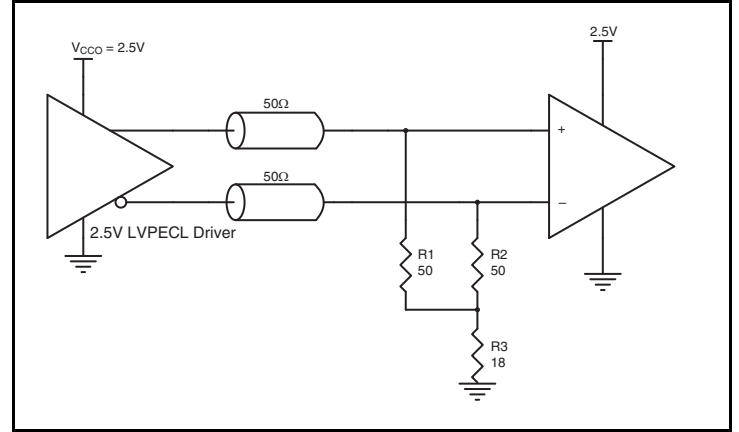 V_CCO = 2.5V
2.5V
50Ω
+
50Ω
–
2.5V LVPECL Driver
R1
50
R2
50
R3
18